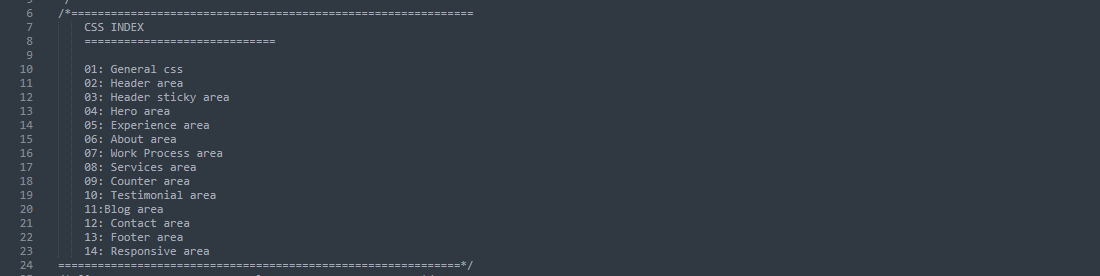 6 /*=============================================================
7 CSS INDEX
8 =============================
9
10 01: General css
11 02: Header area
12 03: Header sticky area
13 04: Hero area
14 05: Experience area
15 06: About area
16 07: Work Process area
17 08: Services area
18 09: Counter area
19 10: Testimonial area
20 11:Blog area
21 12: Contact area
22 13: Footer area
23 14: Responsive area
24 =============================================================*/